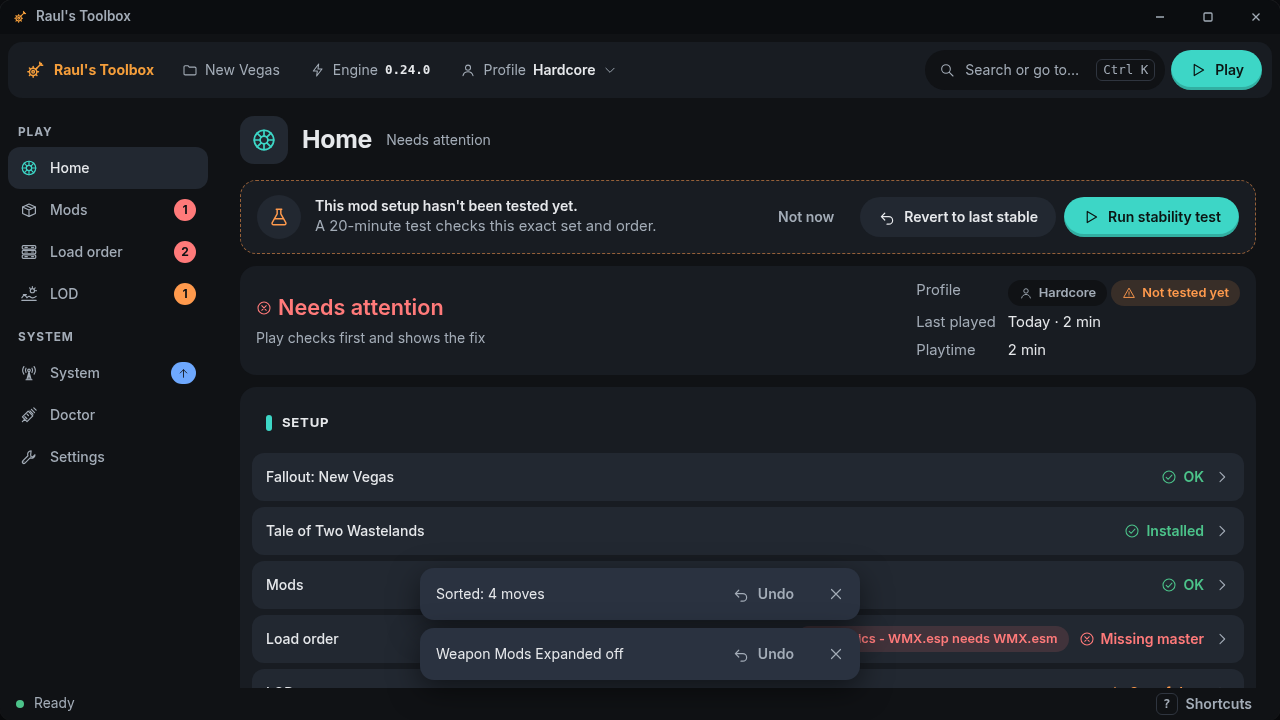 Raul's Toolbox
Raul's Toolbox
New Vegas
Engine 0.24.0
Profile Hardcore
Search or go to...
Ctrl K
Play
PLAY
Home
Mods
1
Load order
2
LOD
1
SYSTEM
System
Doctor
Settings
Home
Needs attention
This mod setup hasn't been tested yet.
A 20-minute test checks this exact set and order.
Not now
Revert to last stable
Run stability test
Needs attention
Play checks first and shows the fix
Profile
Hardcore
Not tested yet
Last played
Today · 2 min
Playtime
2 min
SETUP
Fallout: New Vegas
OK
Tale of Two Wastelands
Installed
Mods
OK
Load order
- WMX.esp needs WMX.esm
Missing master
Sorted: 4 moves
Undo
Weapon Mods Expanded off
Undo
Ready
? Shortcuts